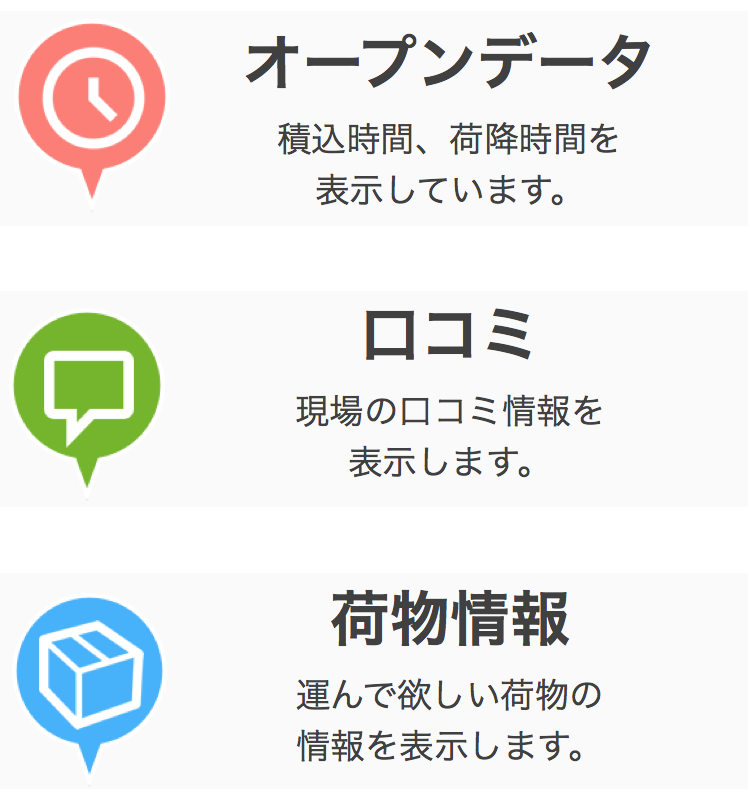 オープンデータ
積込時間、荷降時間を
表示しています。
口コミ
現場の口コミ情報を
表示します。
荷物情報
運んで欲しい荷物の
情報を表示します。